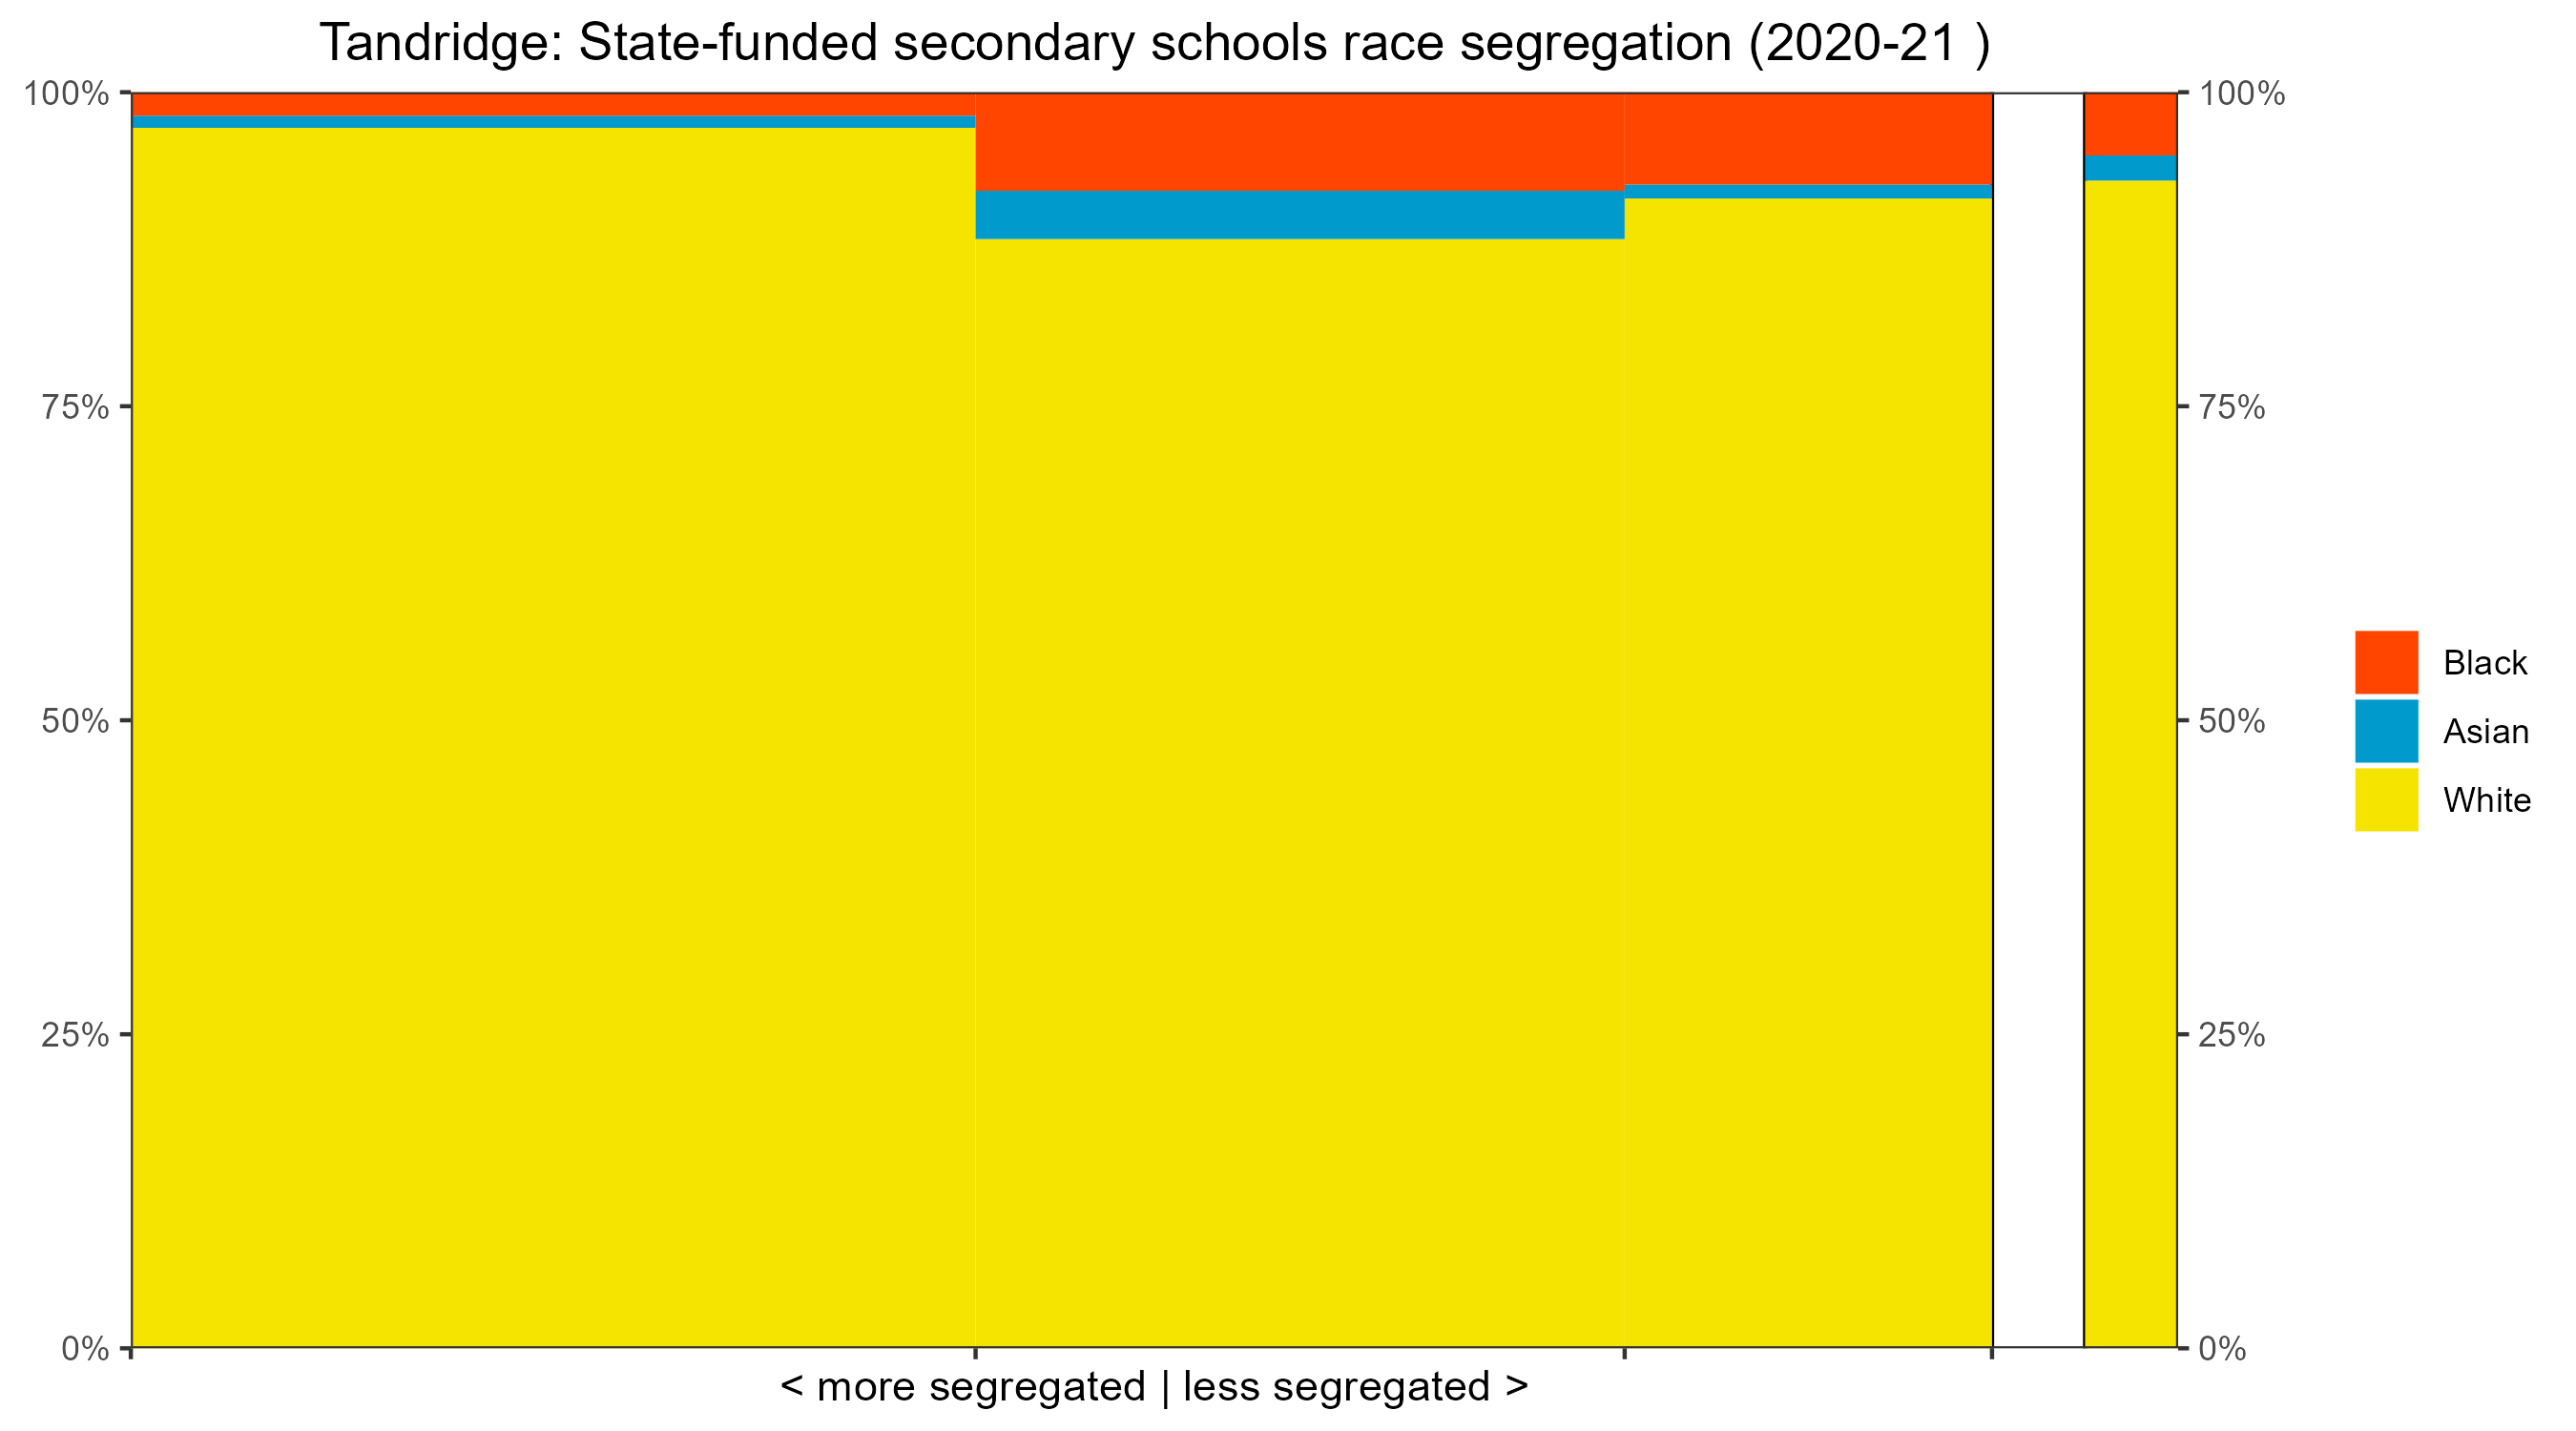 Tandridge: State-funded secondary schools race segregation (2020-21 )
100%
75%
50%
25%
0%
100%
75%
50%
25%
0%
Black
Asian
White
< more segregated | less segregated >